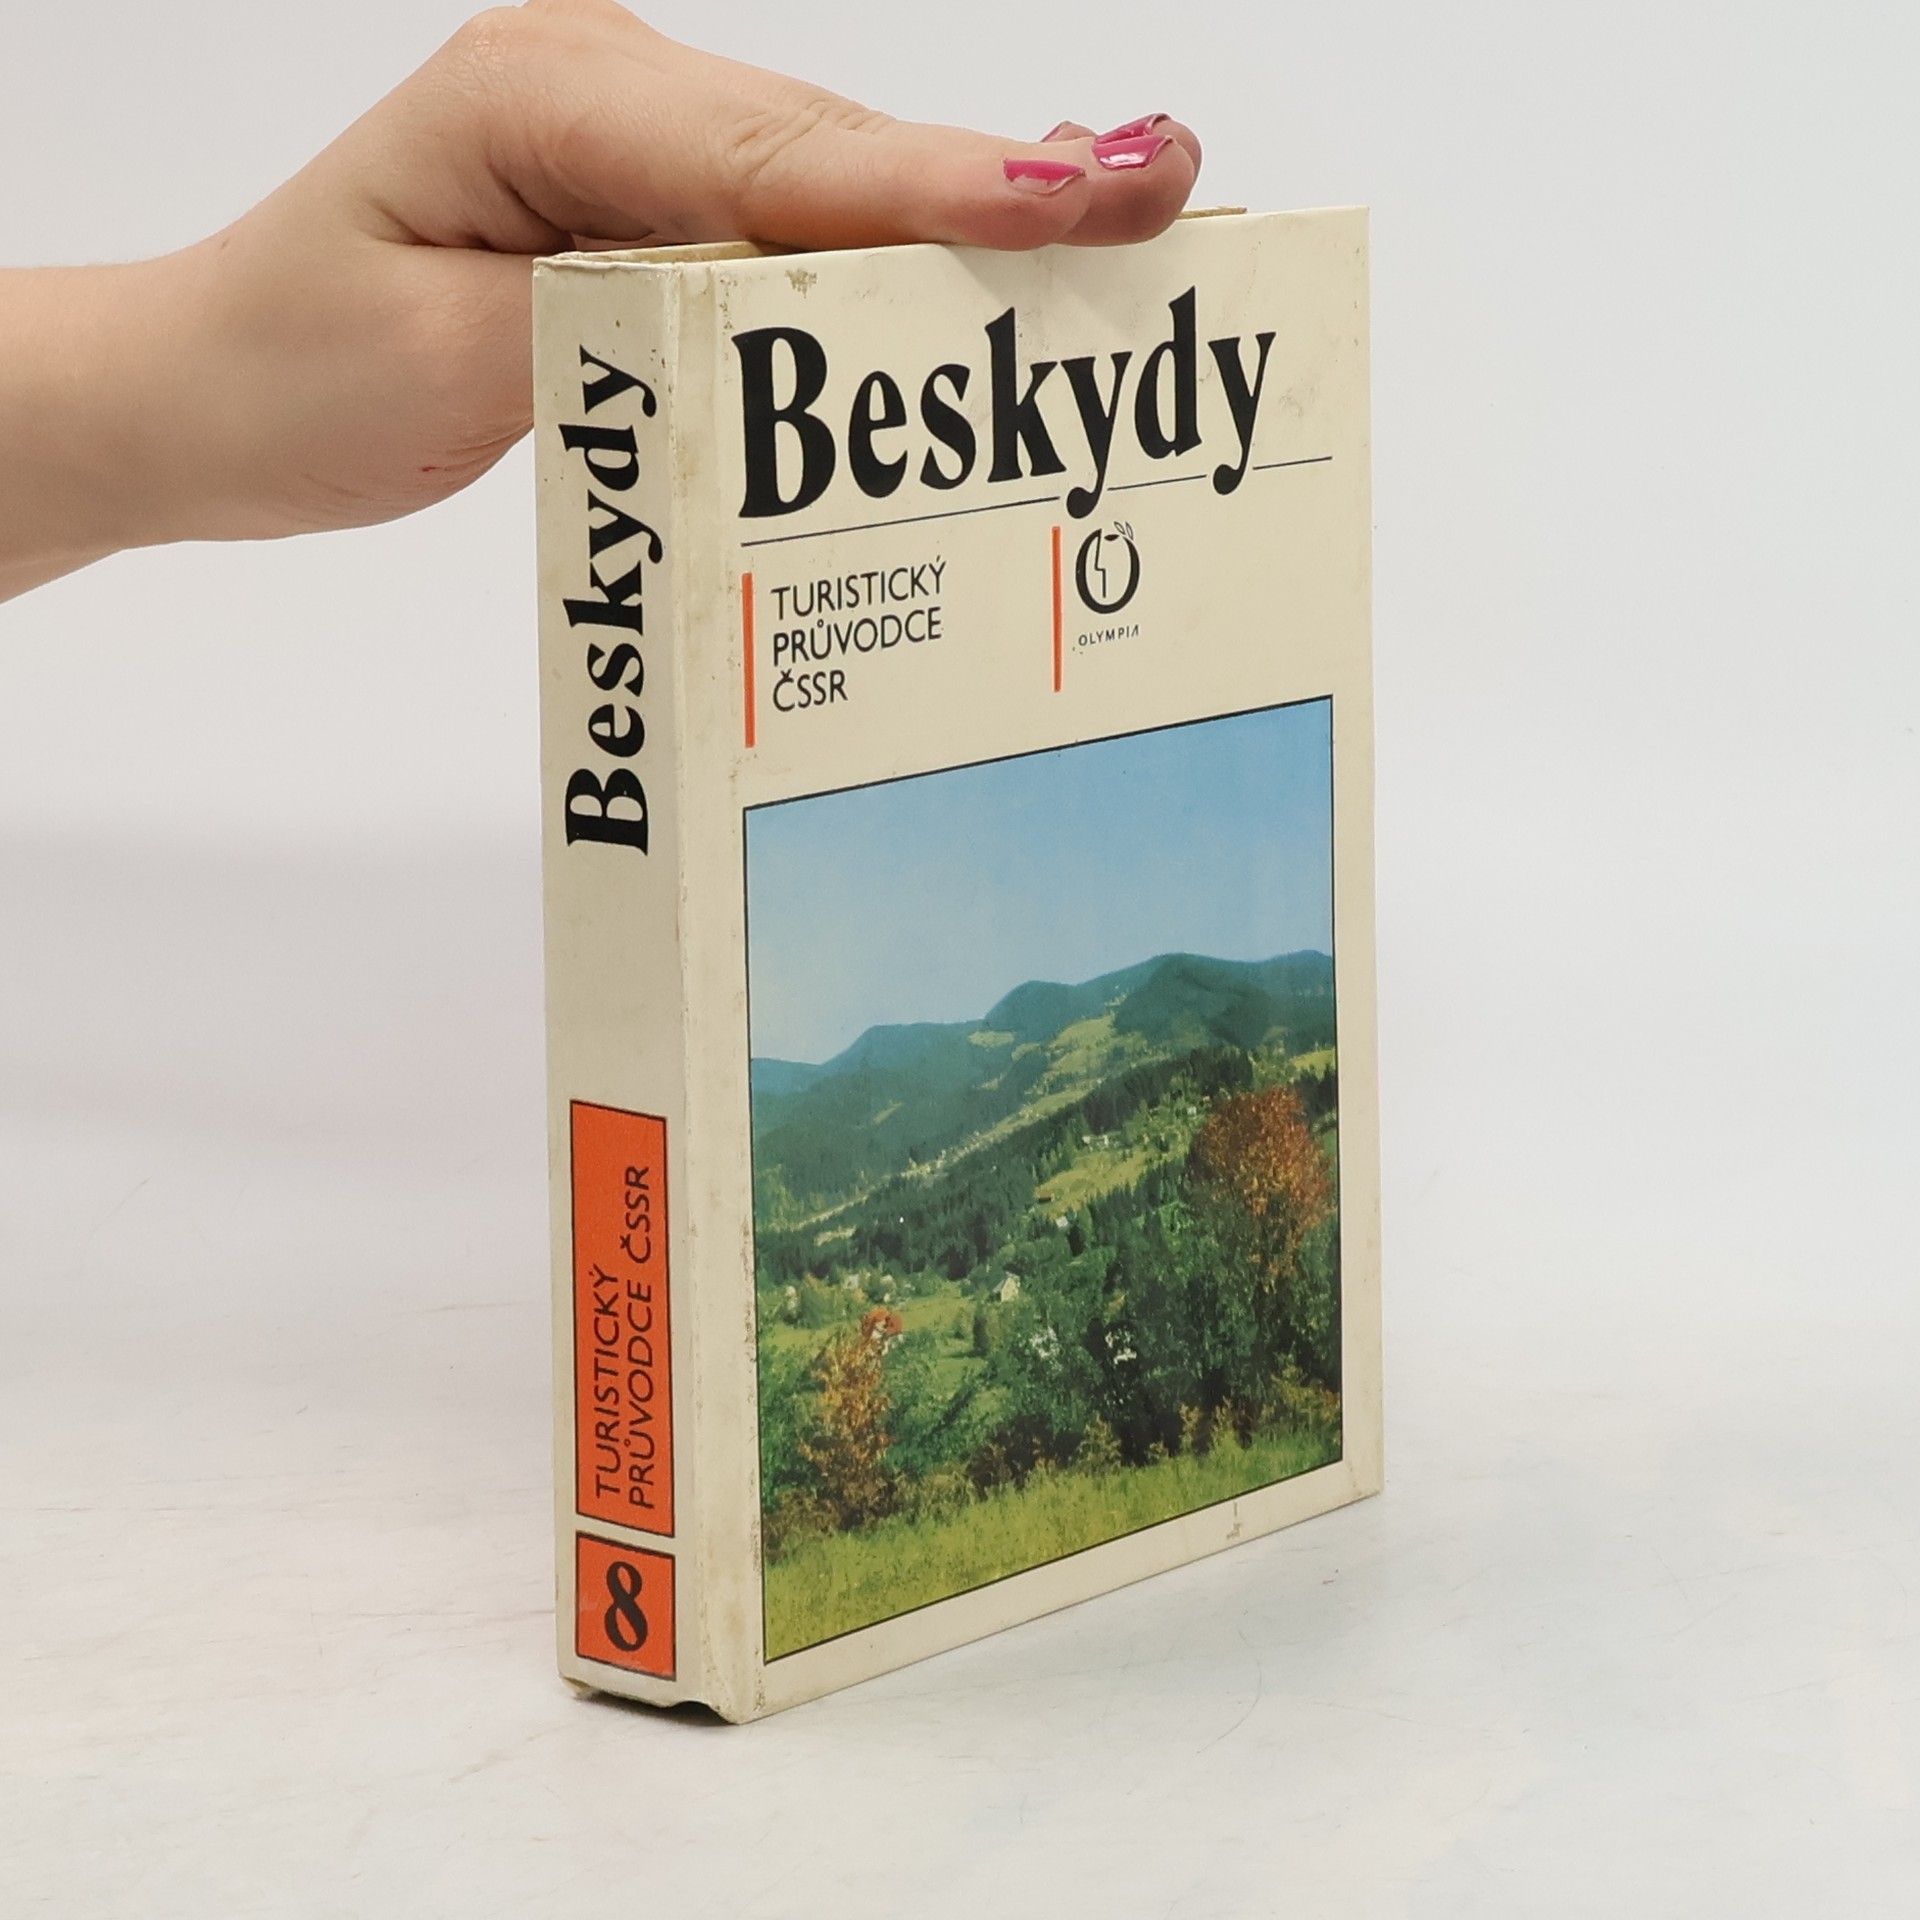 Beskydy
TURISTICKÝ
PRŮVODCE ČSSR
8
Beskydy
TURISTICKÝ
PRŮVODCE
ČSSR
OLYMPIA